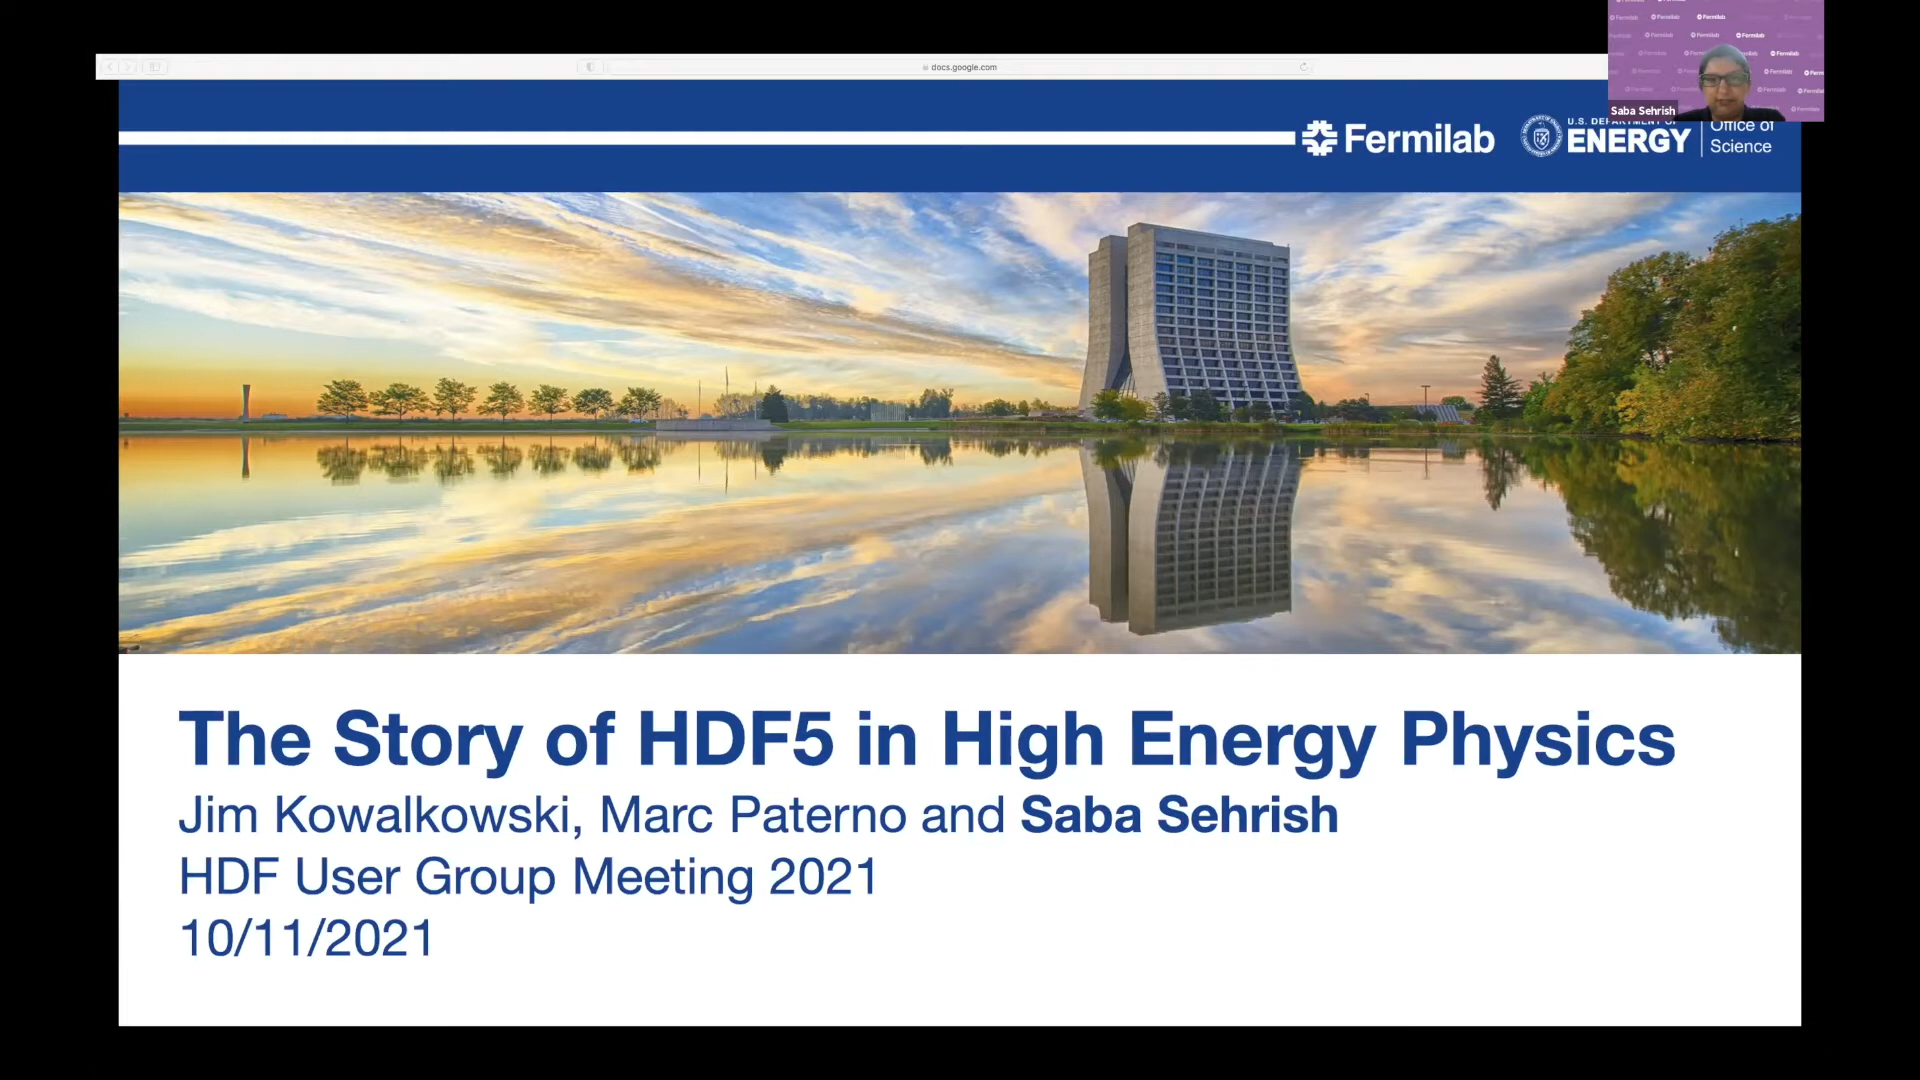 docs.google.com
Saba Sehrish
Fermilab
U.S. DEPARTMENT OF
ENERGY
Office of
Science
The Story of HDF5 in High Energy Physics
Jim Kowalkowski, Marc Paterno and Saba Sehrish
HDF User Group Meeting 2021
10/11/2021